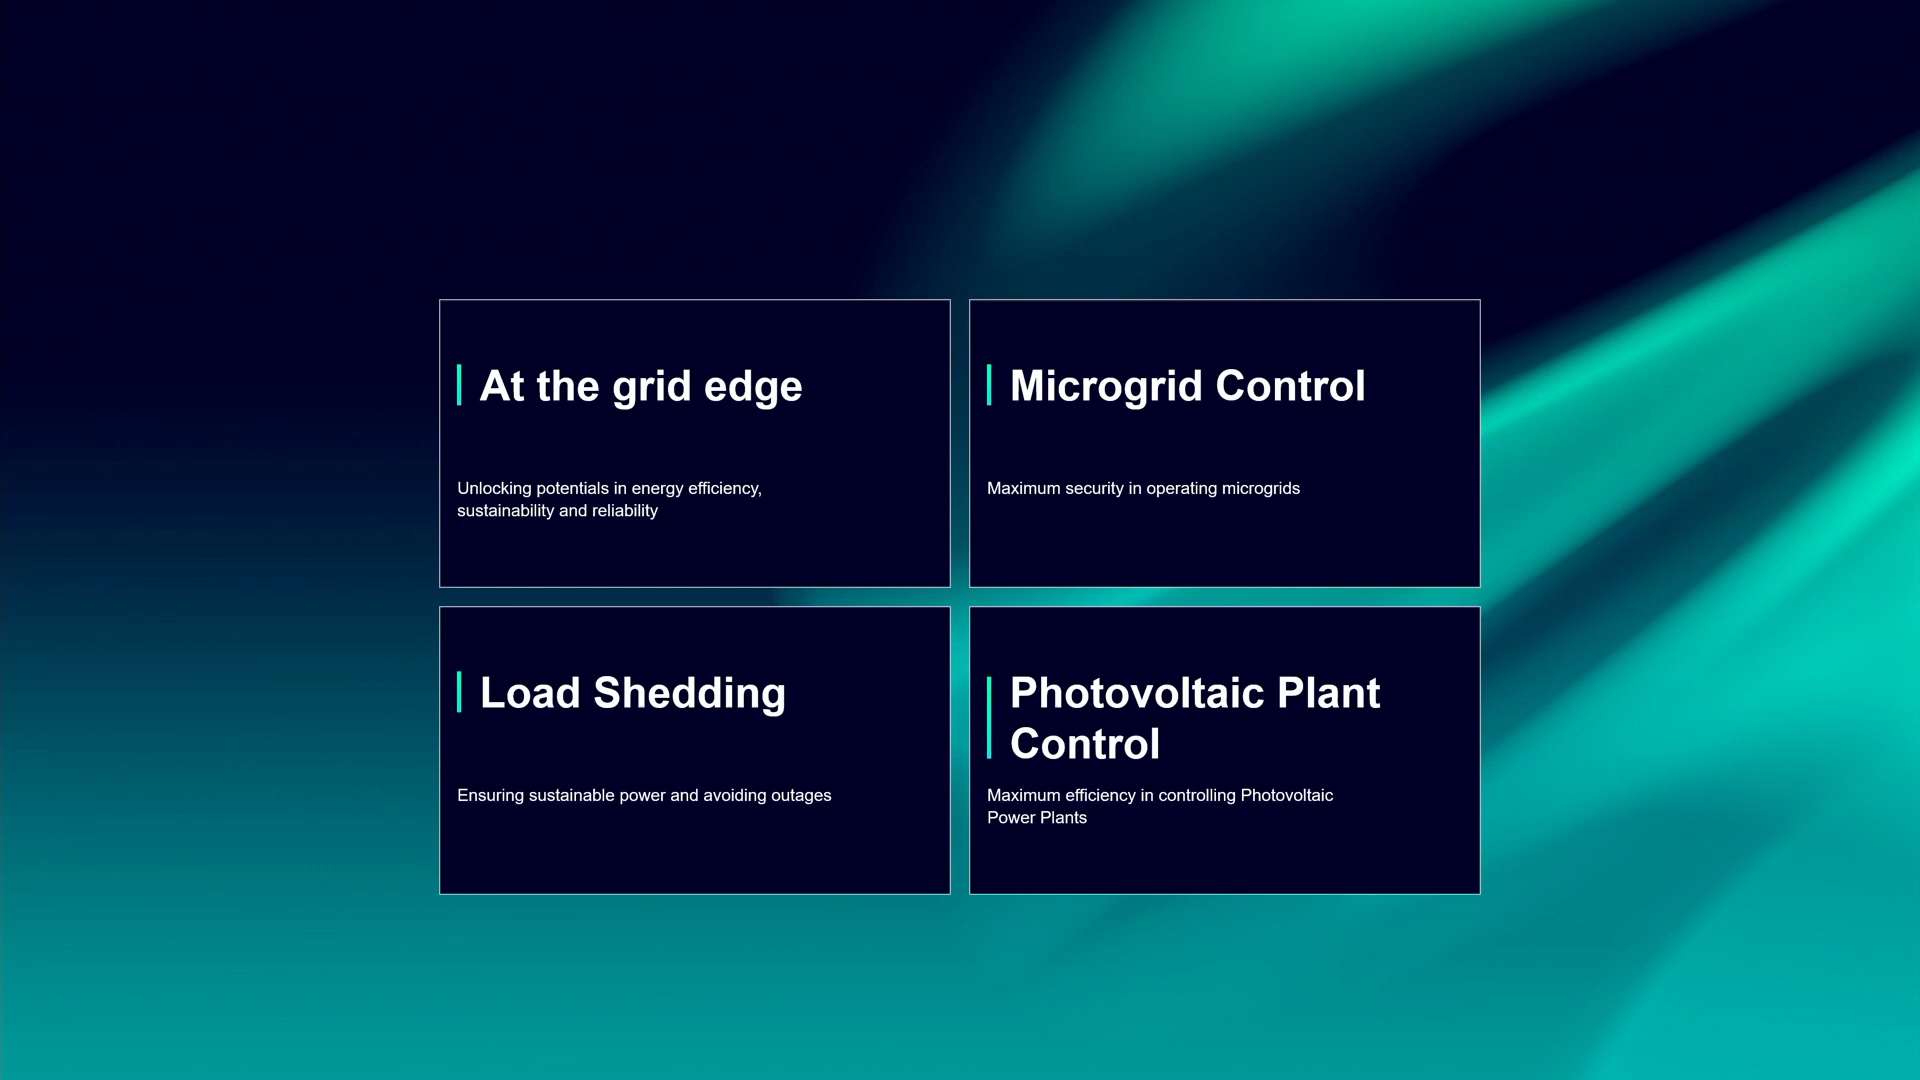 At the grid edge
Unlocking potentials in energy efficiency,
sustainability and reliability
Microgrid Control
Maximum security in operating microgrids
Load Shedding
Ensuring sustainable power and avoiding outages
Photovoltaic Plant
Control
Maximum efficiency in controlling Photovoltaic
Power Plants